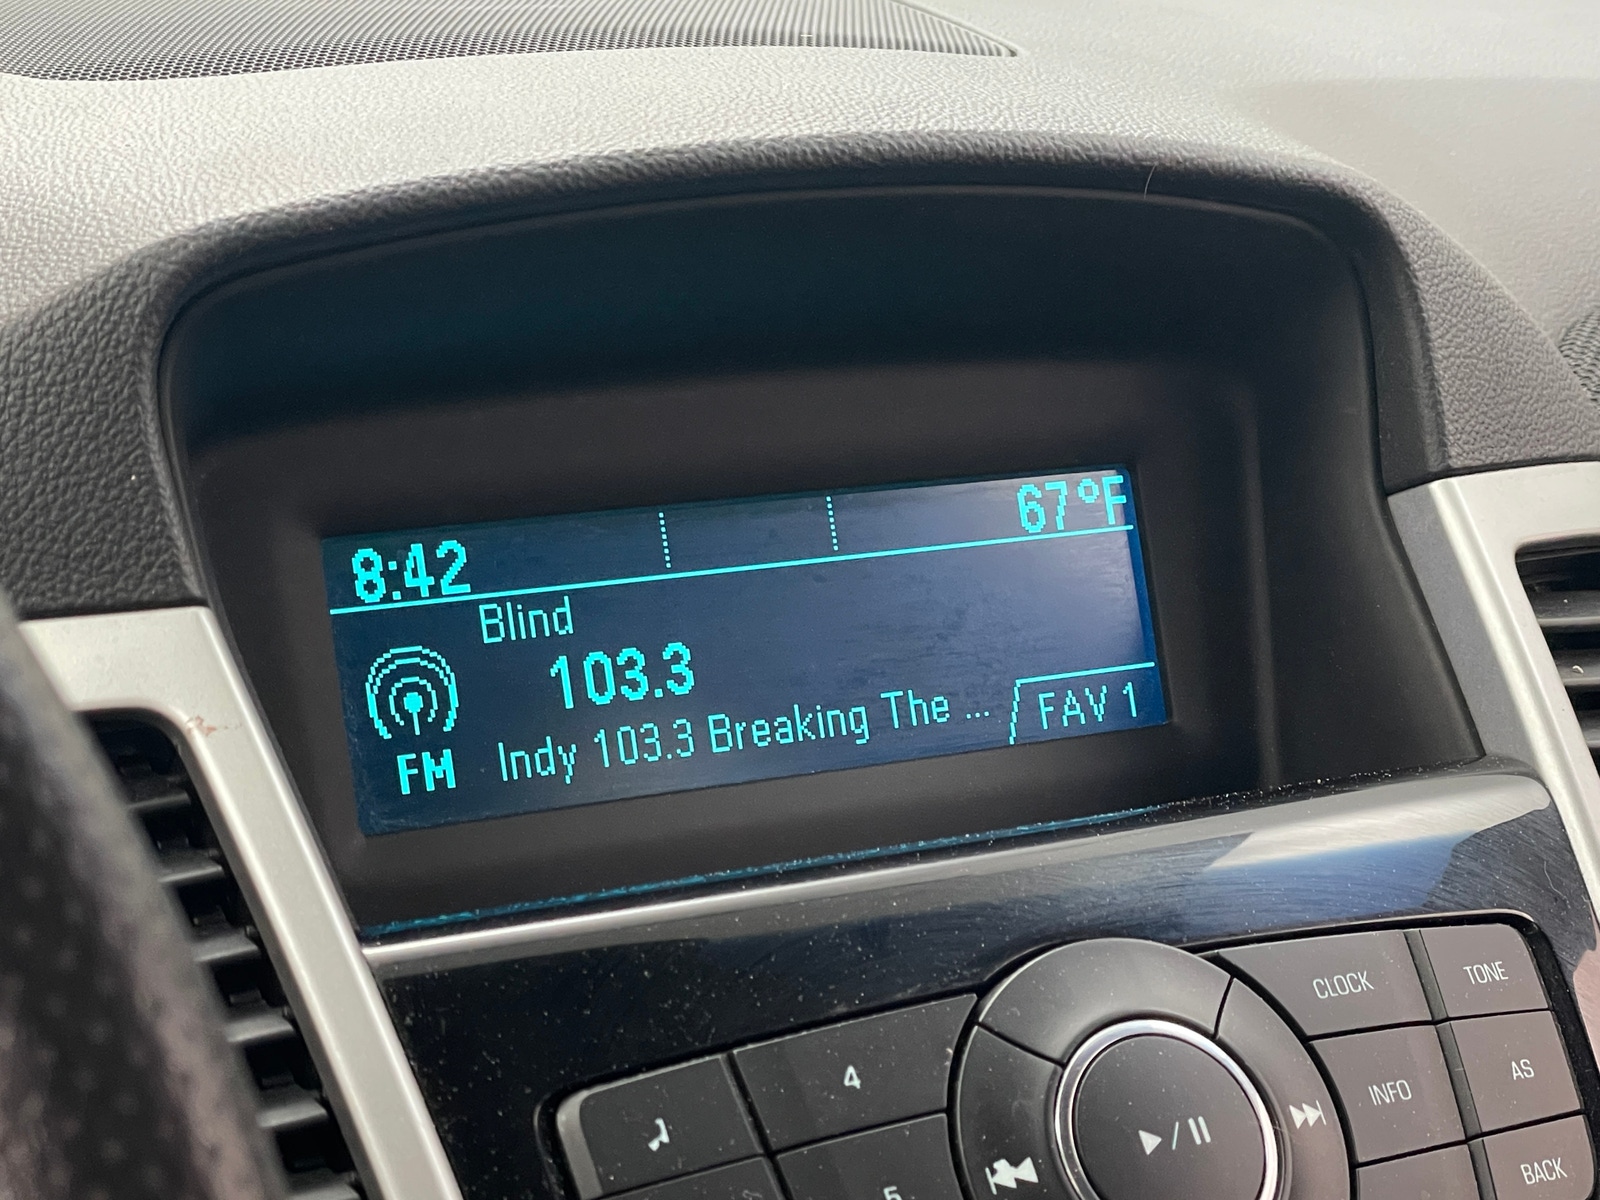 8:42 67°F
Blind
103.3
FM Indy 103.3 Breaking The ... FAV 1
CLOCK TONE
4
INFO AS
5
BACK